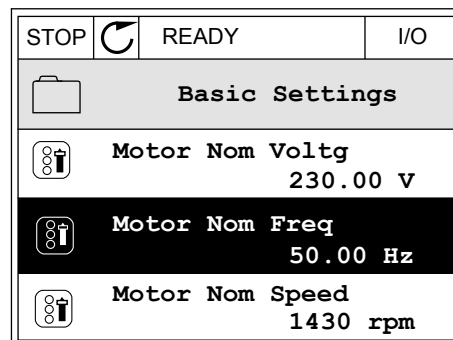 STOP READY I/O
Basic Settings
Motor Nom Voltg
230.00 V
Motor Nom Freq
50.00 Hz
Motor Nom Speed
1430 rpm